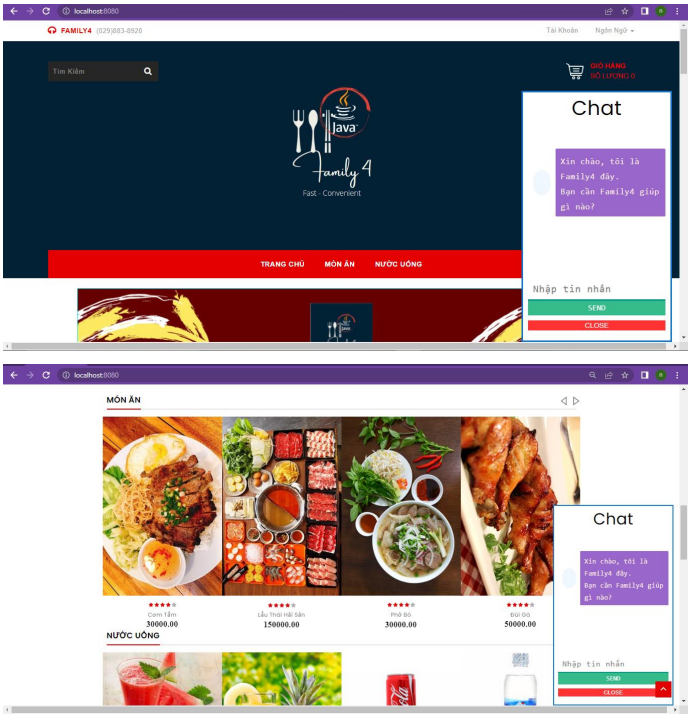 localhost:8080
FAMILY4 (029)883-8920
Tài Khoản Ngôn Ngữ
Tìm Kiếm
GIỎ HÀNG
SỐ LƯỢNG 0
Java
Family 4
Fast - Convenient
TRANG CHỦ MÓN ĂN NƯỚC UỐNG
Java
Chat
Xin chào, tôi là
Family4 đây.
Bạn cần Family4 giúp
gì nào?
Nhập tin nhắn
SEND
CLOSE
localhost:8080
MÓN ĂN
Cơm Tấm
30000.00
Lẩu Thái Hải Sản
150000.00
Phở Bò
30000.00
Đùi Gà
50000.00
NƯỚC UỐNG
Chat
Xin chào, tôi là
Family4 đây.
Bạn cần Family4 giúp
gì nào?
Nhập tin nhắn
SEND
CLOSE